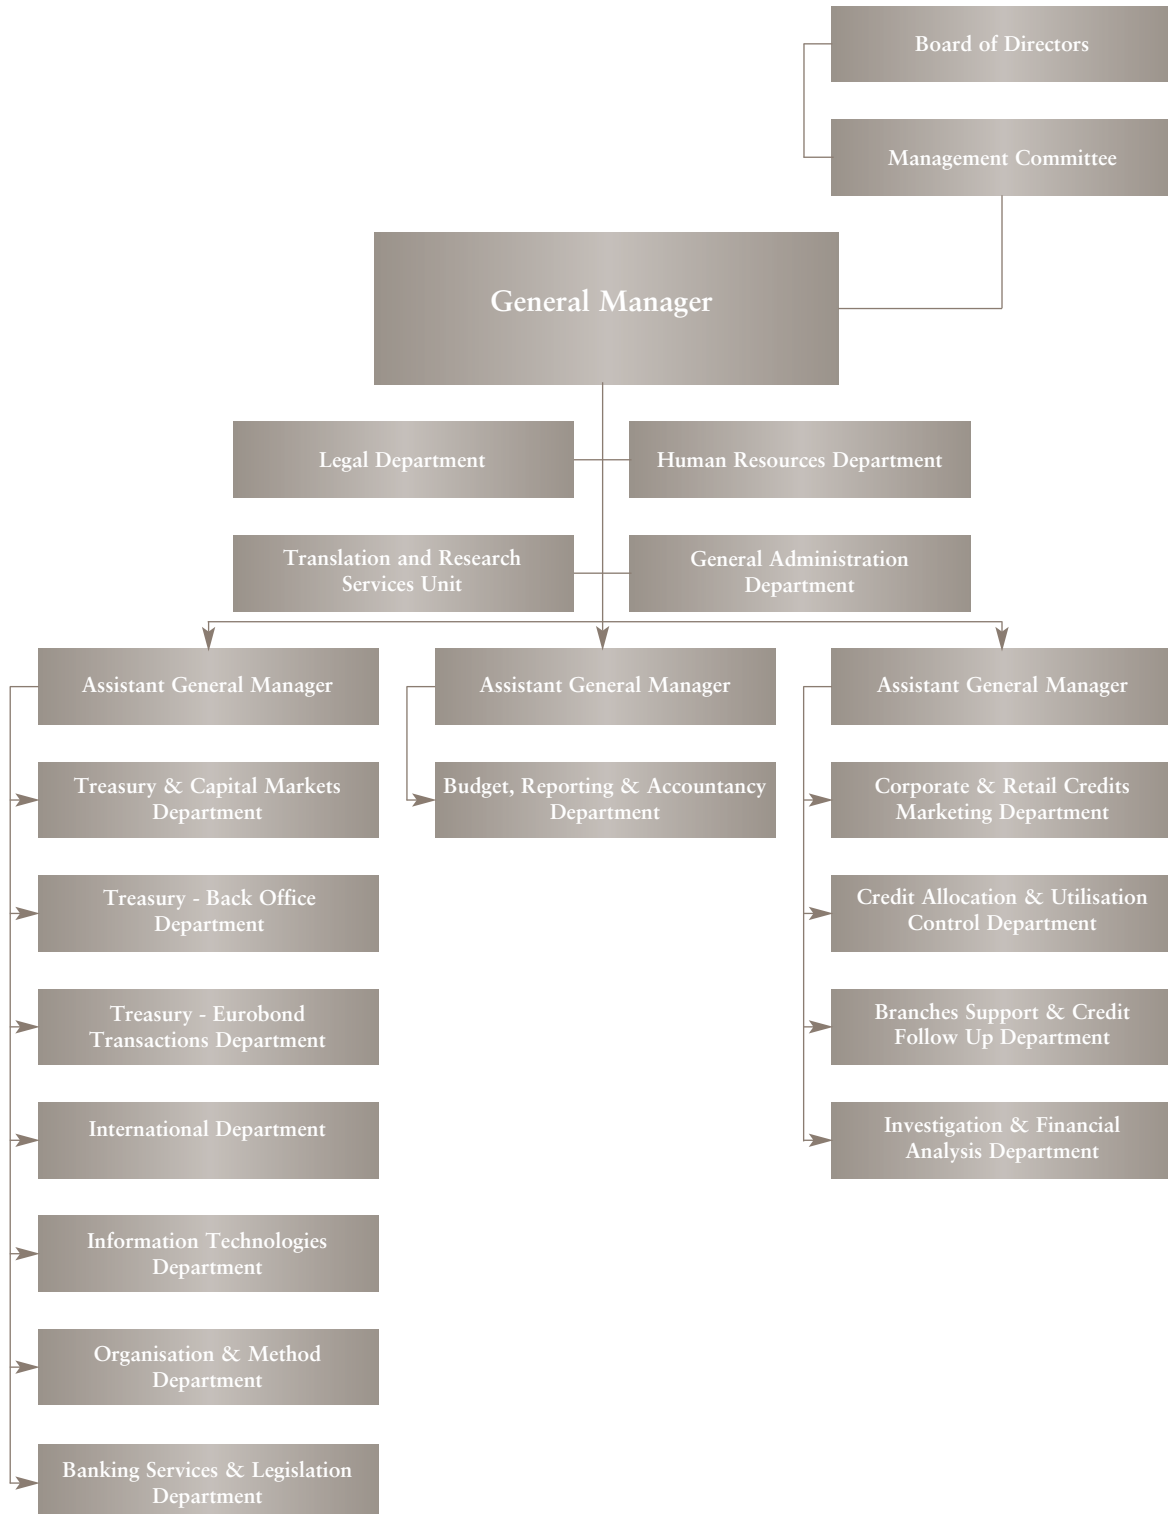 Board of Directors
Management Committee
General Manager
Legal Department
Human Resources Department
Translation and Research
Services Unit
General Administration
Department
Assistant General Manager
Treasury & Capital Markets
Department
Treasury - Back Office
Department
Treasury - Eurobond
Transactions Department
International Department
Information Technologies
Department
Organisation & Method
Department
Banking Services & Legislation
Department
Assistant General Manager
Budget, Reporting & Accountancy
Department
Assistant General Manager
Corporate & Retail Credits
Marketing Department
Credit Allocation & Utilisation
Control Department
Branches Support & Credit
Follow Up Department
Investigation & Financial
Analysis Department